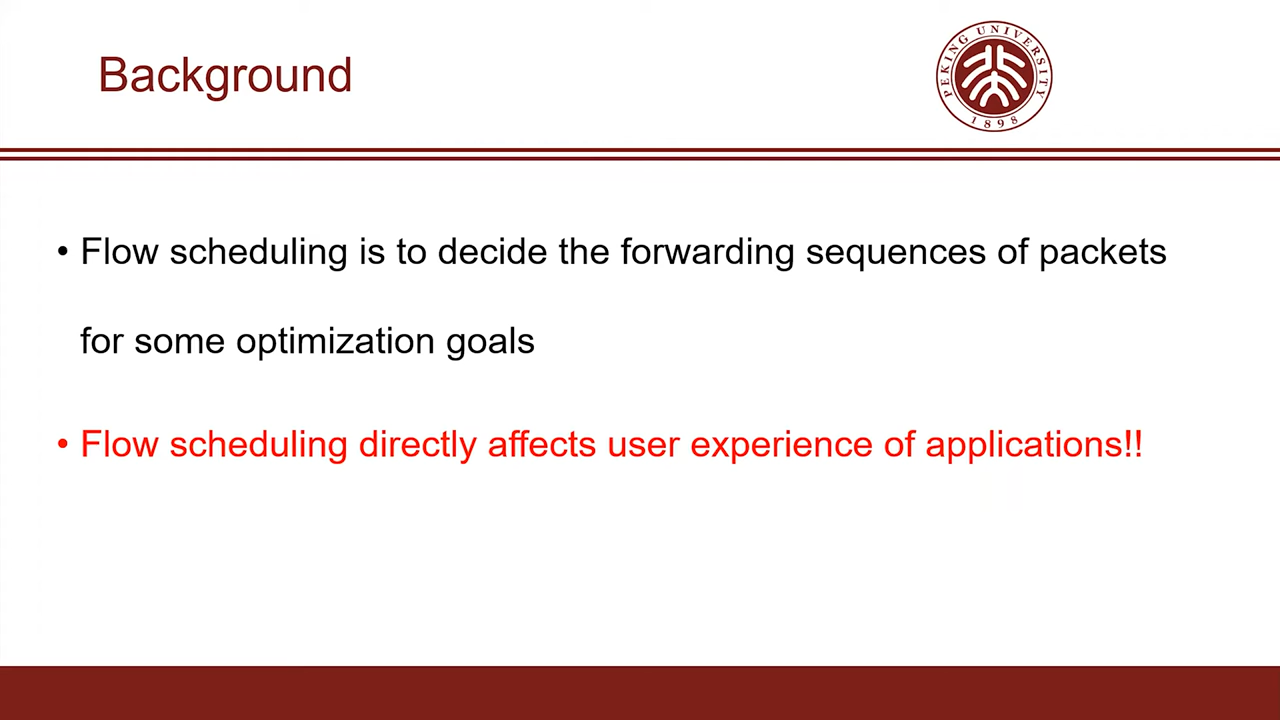 Background
PEKING UNIVERSITY
1898
• Flow scheduling is to decide the forwarding sequences of packets
for some optimization goals
• Flow scheduling directly affects user experience of applications!!